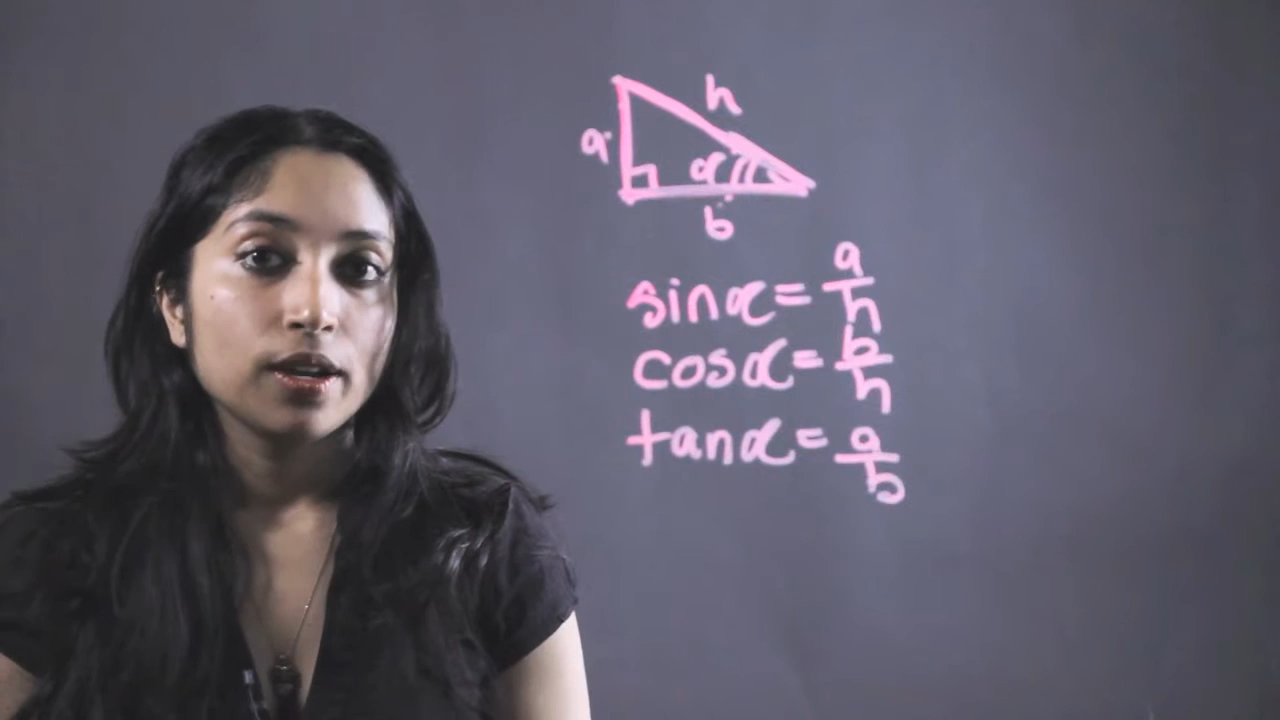 h
a
α
b
sinα = a/h
cosα = b/h
tanα = a/b